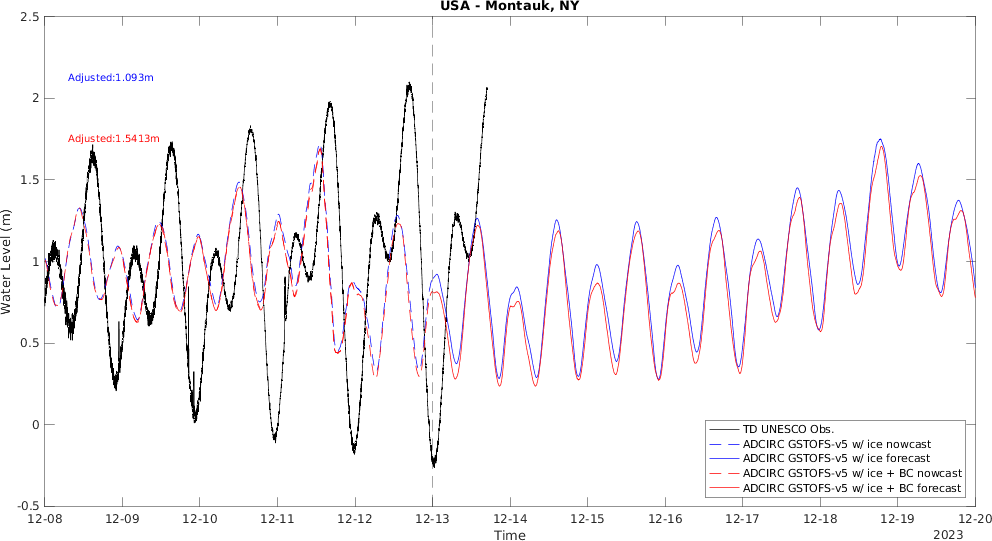 USA - Montauk, NY
2.5
2
1.5
1
0.5
0
-0.5
Water Level (m)
Adjusted:1.093m
Adjusted:1.5413m
TD UNESCO Obs.
ADCIRC GSTOFS-v5 w/ ice nowcast
ADCIRC GSTOFS-v5 w/ ice forecast
ADCIRC GSTOFS-v5 w/ ice + BC nowcast
ADCIRC GSTOFS-v5 w/ ice + BC forecast
12-08 12-09 12-10 12-11 12-12 12-13 12-14 12-15 12-16 12-17 12-18 12-19 12-20
Time
2023